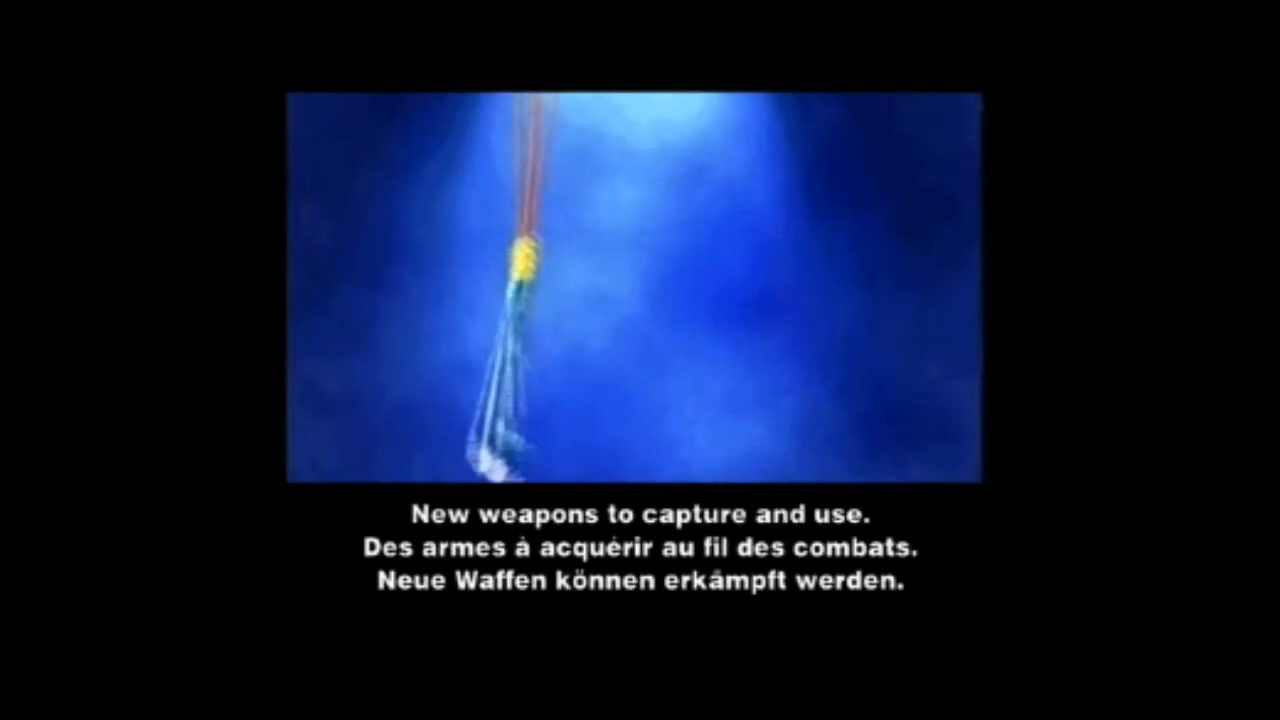 New weapons to capture and use.
Des armes à acquérir au fil des combats.
Neue Waffen können erkämpft werden.